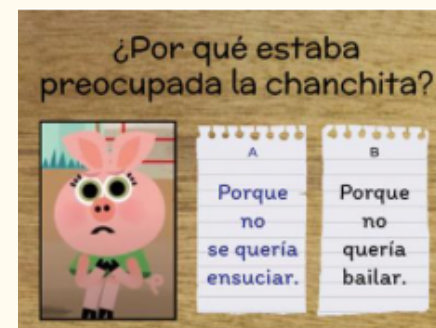 ¿Por qué estaba
preocupada la chanchita?
A
Porque
no
se quería
ensuciar.
B
Porque
no
quería
bailar.